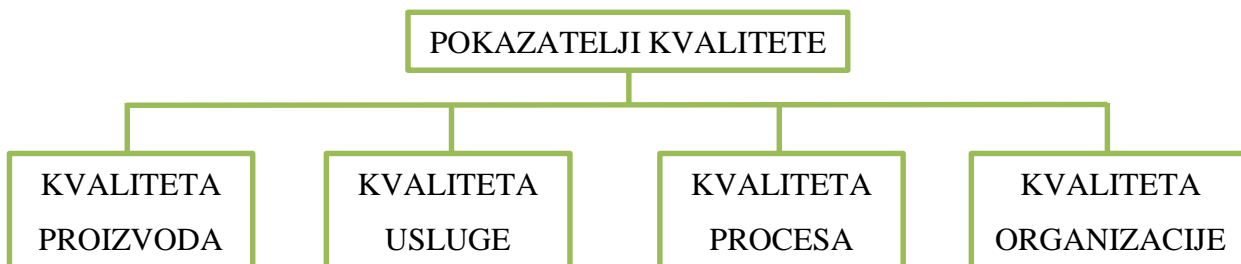 POKAZATELJI KVALITETE
KVALITETA
PROIZVODA
KVALITETA
USLUGE
KVALITETA
PROCESA
KVALITETA
ORGANIZACIJE